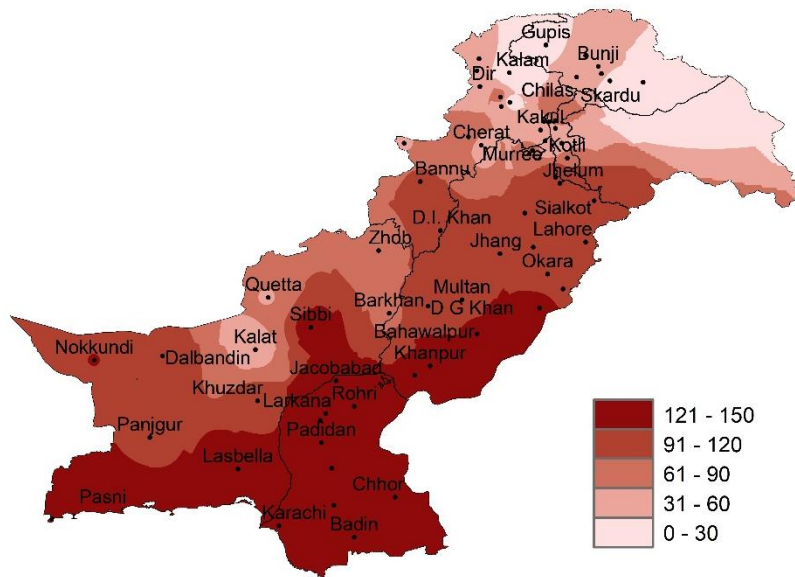 Gupis
Bunji
Kalam
Dir
Chilas
Skardu
Kakul
Cherat
Kotli
Murree
Bannu
Jhelum
D.I. Khan
Sialkot
Zhob
Lahore
Jhang
Okara
Quetta
Multan
Barkhan
D G Khan
Sibbi
Bahawalpur
Kalat
Nokkundi
Dalbandin
Khanpur
Jacobabad
Khuzdar
Rohri
Larkana
Panjgur
Padidan
Lasbella
Pasni
Chhor
Karachi
Badin
121 - 150
91 - 120
61 - 90
31 - 60
0 - 30